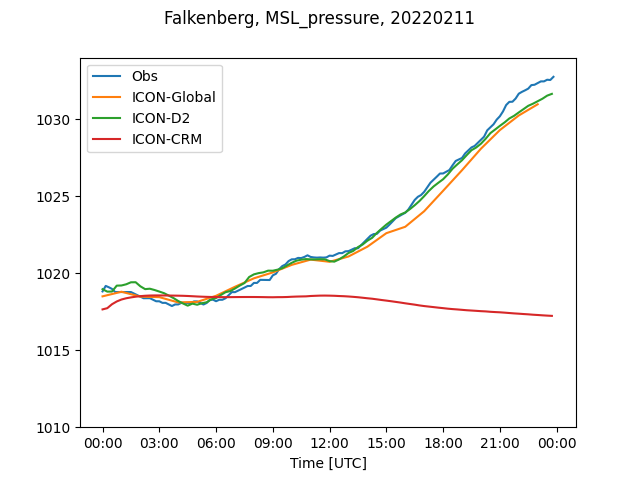 Falkenberg, MSL_pressure, 20220211
Obs
ICON-Global
ICON-D2
ICON-CRM
1030
1025
1020
1015
1010
00:00 03:00 06:00 09:00 12:00 15:00 18:00 21:00 00:00
Time [UTC]